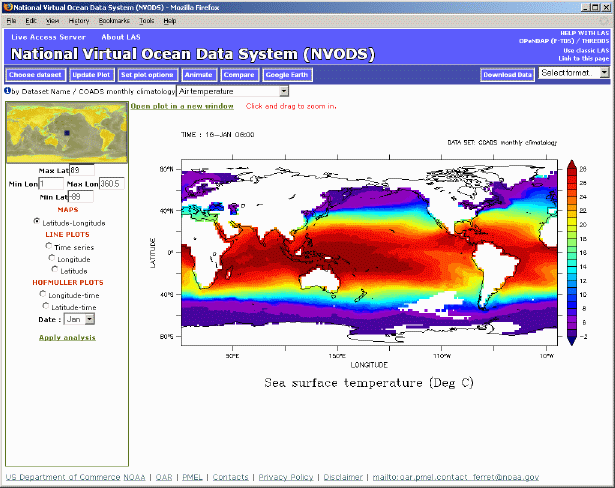 National Virtual Ocean Data System (NVODS) - Mozilla Firefox
File Edit View History Bookmarks Tools Help
Live Access Server About LAS
HELP WITH LAS
OPeNDAP (F-TDS) / THREDDS
Use classic LAS
Link to this page
National Virtual Ocean Data System (NVODS)
Choose dataset Update Plot Set plot options Animate Compare Google Earth Download Data Select format..
by Dataset Name / COADS monthly climatology Air temperature
Open plot in a new window Click and drag to zoom in.
Max Lat 89
Min Lon 1 Max Lon 360.5
Min Lat -89
MAPS
Latitude-Longitude
LINE PLOTS
Time series
Longitude
Latitude
HOFMULLER PLOTS
Longitude-time
Latitude-time
Date : Jan
Apply analysis
TIME : 16-JAN 06:00
DATA SET: COADS monthly climatology
LATITUDE
80°N
40°N
0°
40°S
80°S
90°E 150°E 110°W 10°W
LONGITUDE
28
26
24
22
20
18
16
14
12
10
8
6
4
2
0
-2
Sea surface temperature (Deg C)
US Department of Commerce NOAA | OAR | PMEL | Contacts | Privacy Policy | Disclaimer | mailto:oar.pmel.contact_ferret@noaa.gov